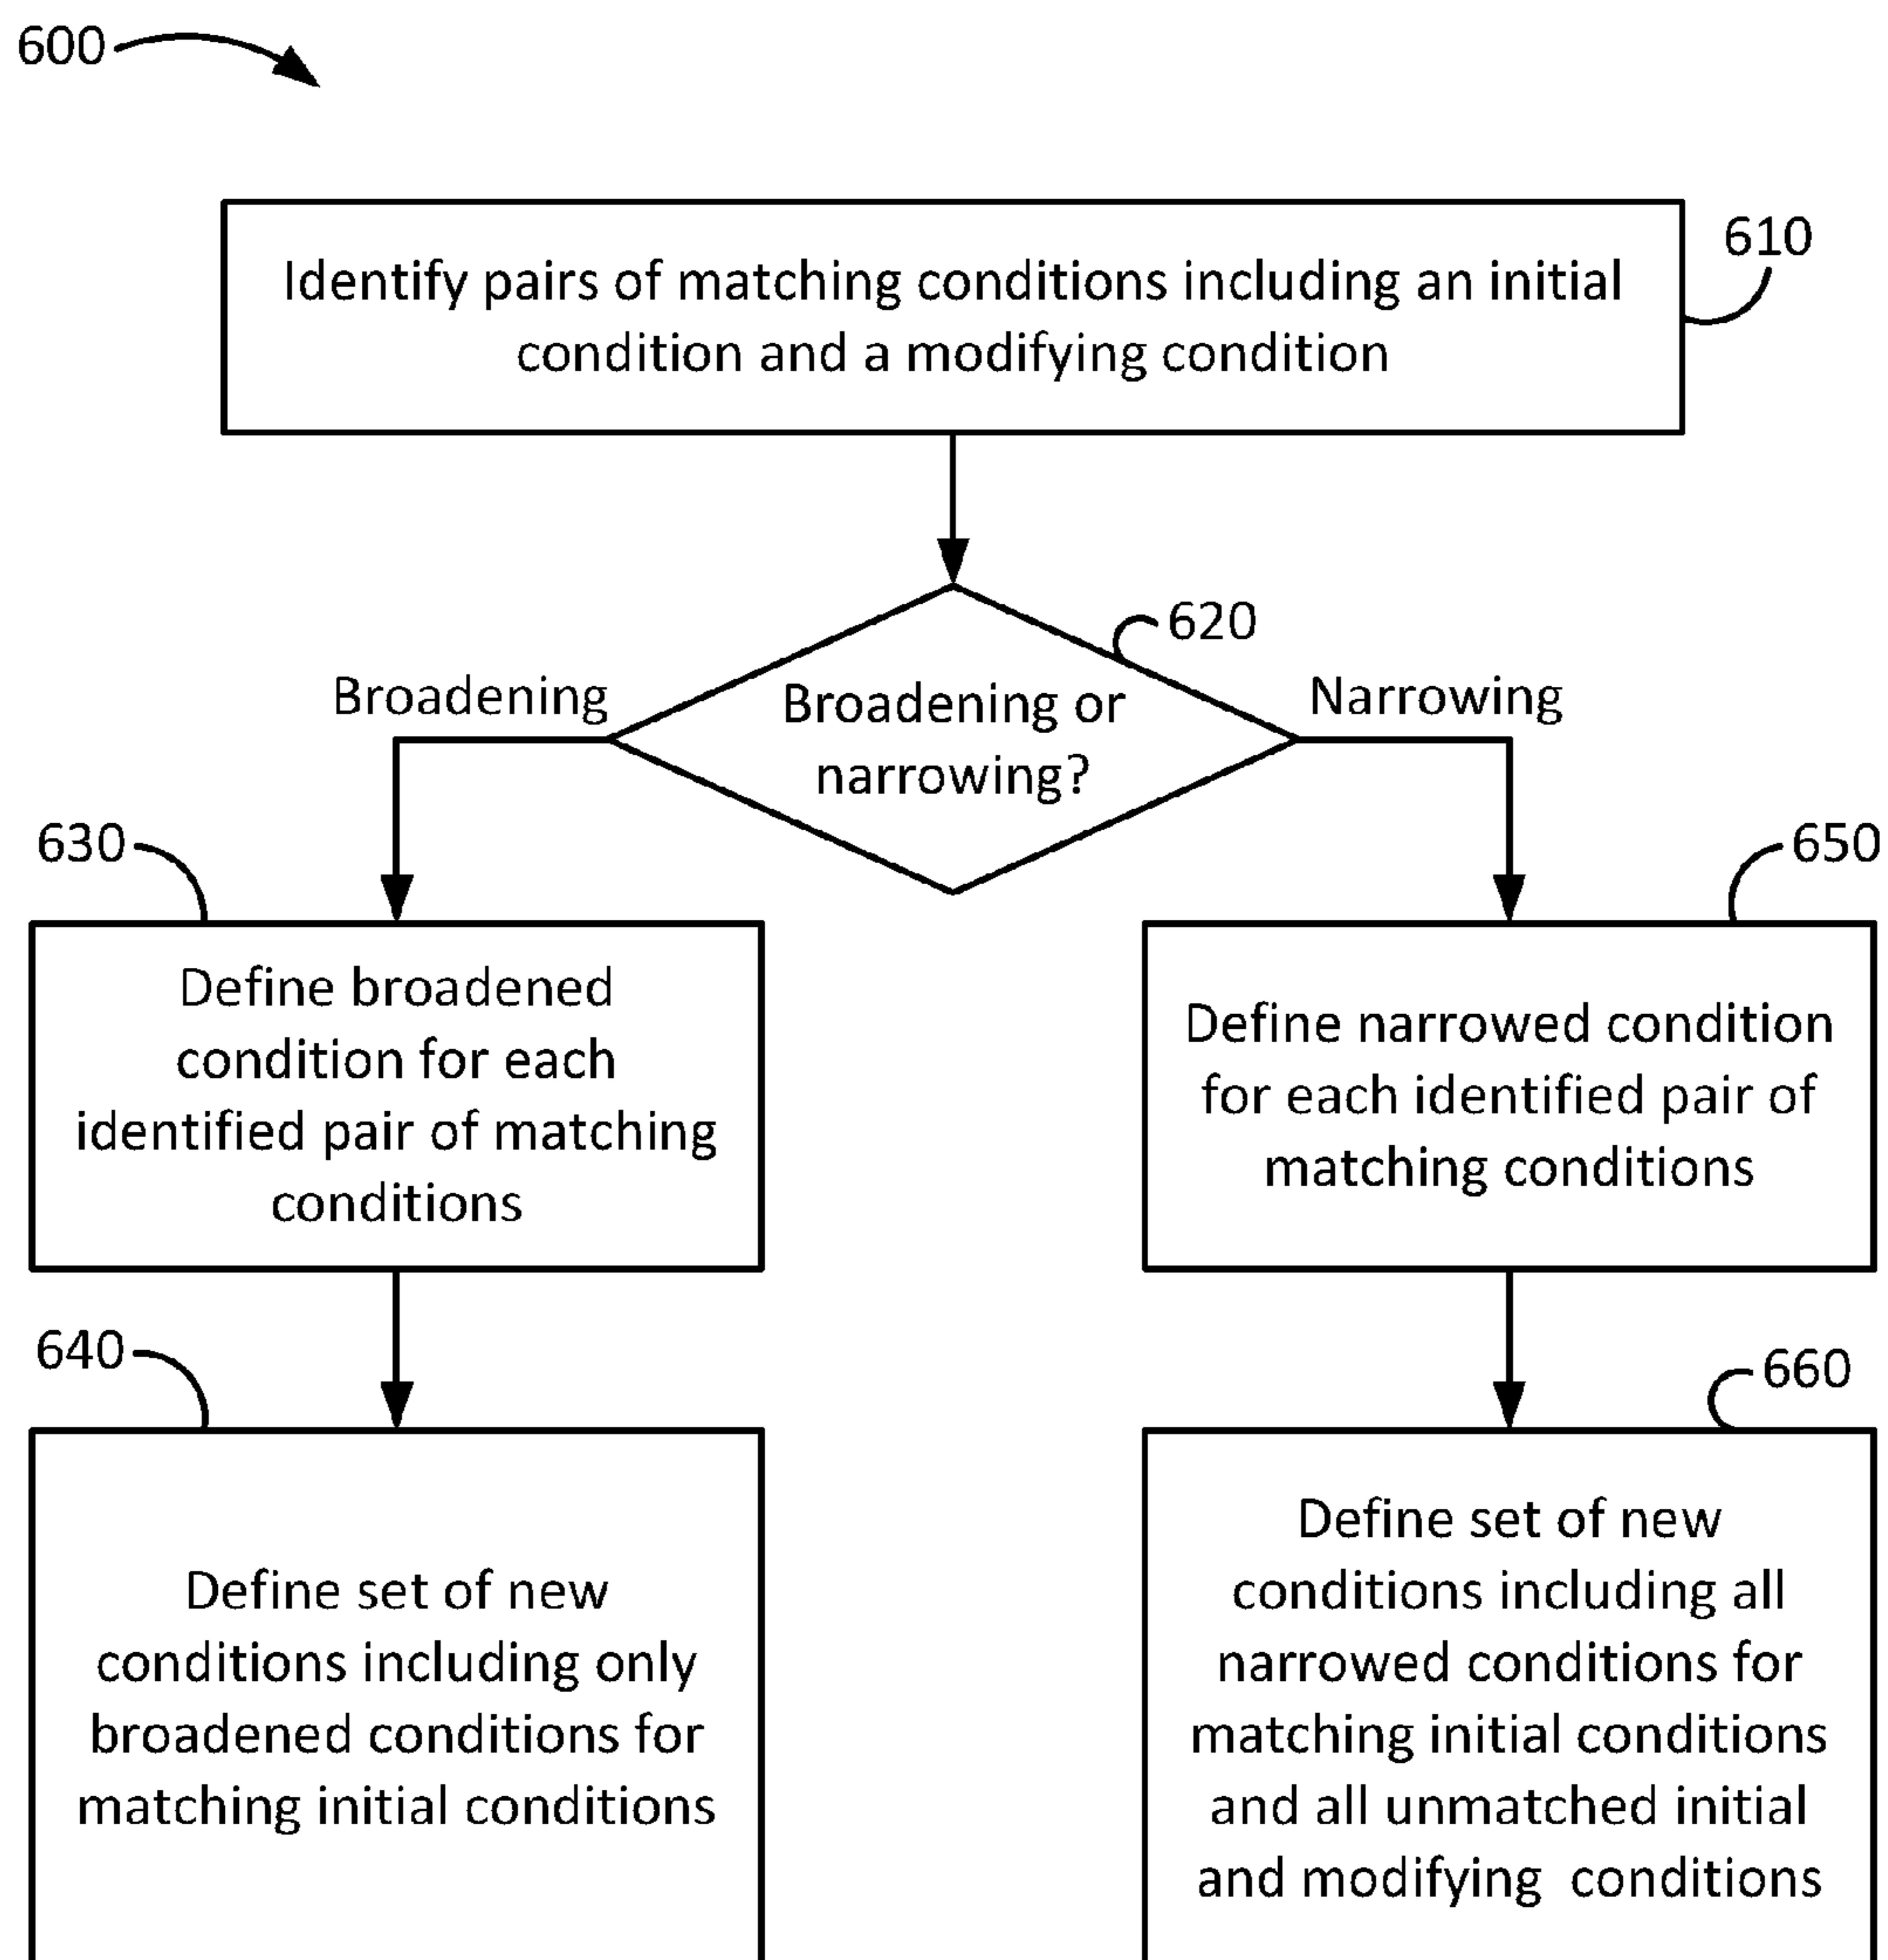 600
610
Identify pairs of matching conditions including an initial
condition and a modifying condition
620
Broadening
Broadening or
narrowing?
Narrowing
630
Define broadened
condition for each
identified pair of matching
conditions
650
Define narrowed condition
for each identified pair of
matching conditions
640
Define set of new
conditions including only
broadened conditions for
matching initial conditions
660
Define set of new
conditions including all
narrowed conditions for
matching initial conditions
and all unmatched initial
and modifying  conditions